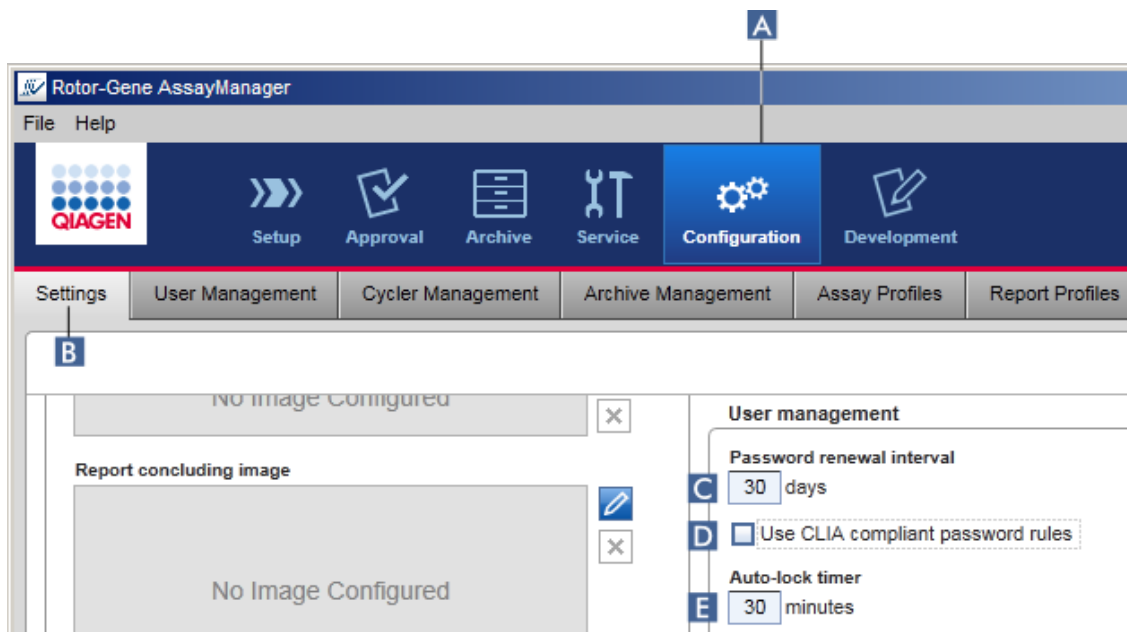 A
Rotor-Gene AssayManager
File Help
QIAGEN
Setup Approval Archive Service Configuration Development
Settings User Management Cycler Management Archive Management Assay Profiles Report Profiles
B
No Image Configured
User management
Password renewal interval
Report concluding image
C 30 days
D Use CLIA compliant password rules
Auto-lock timer
No Image Configured
E 30 minutes